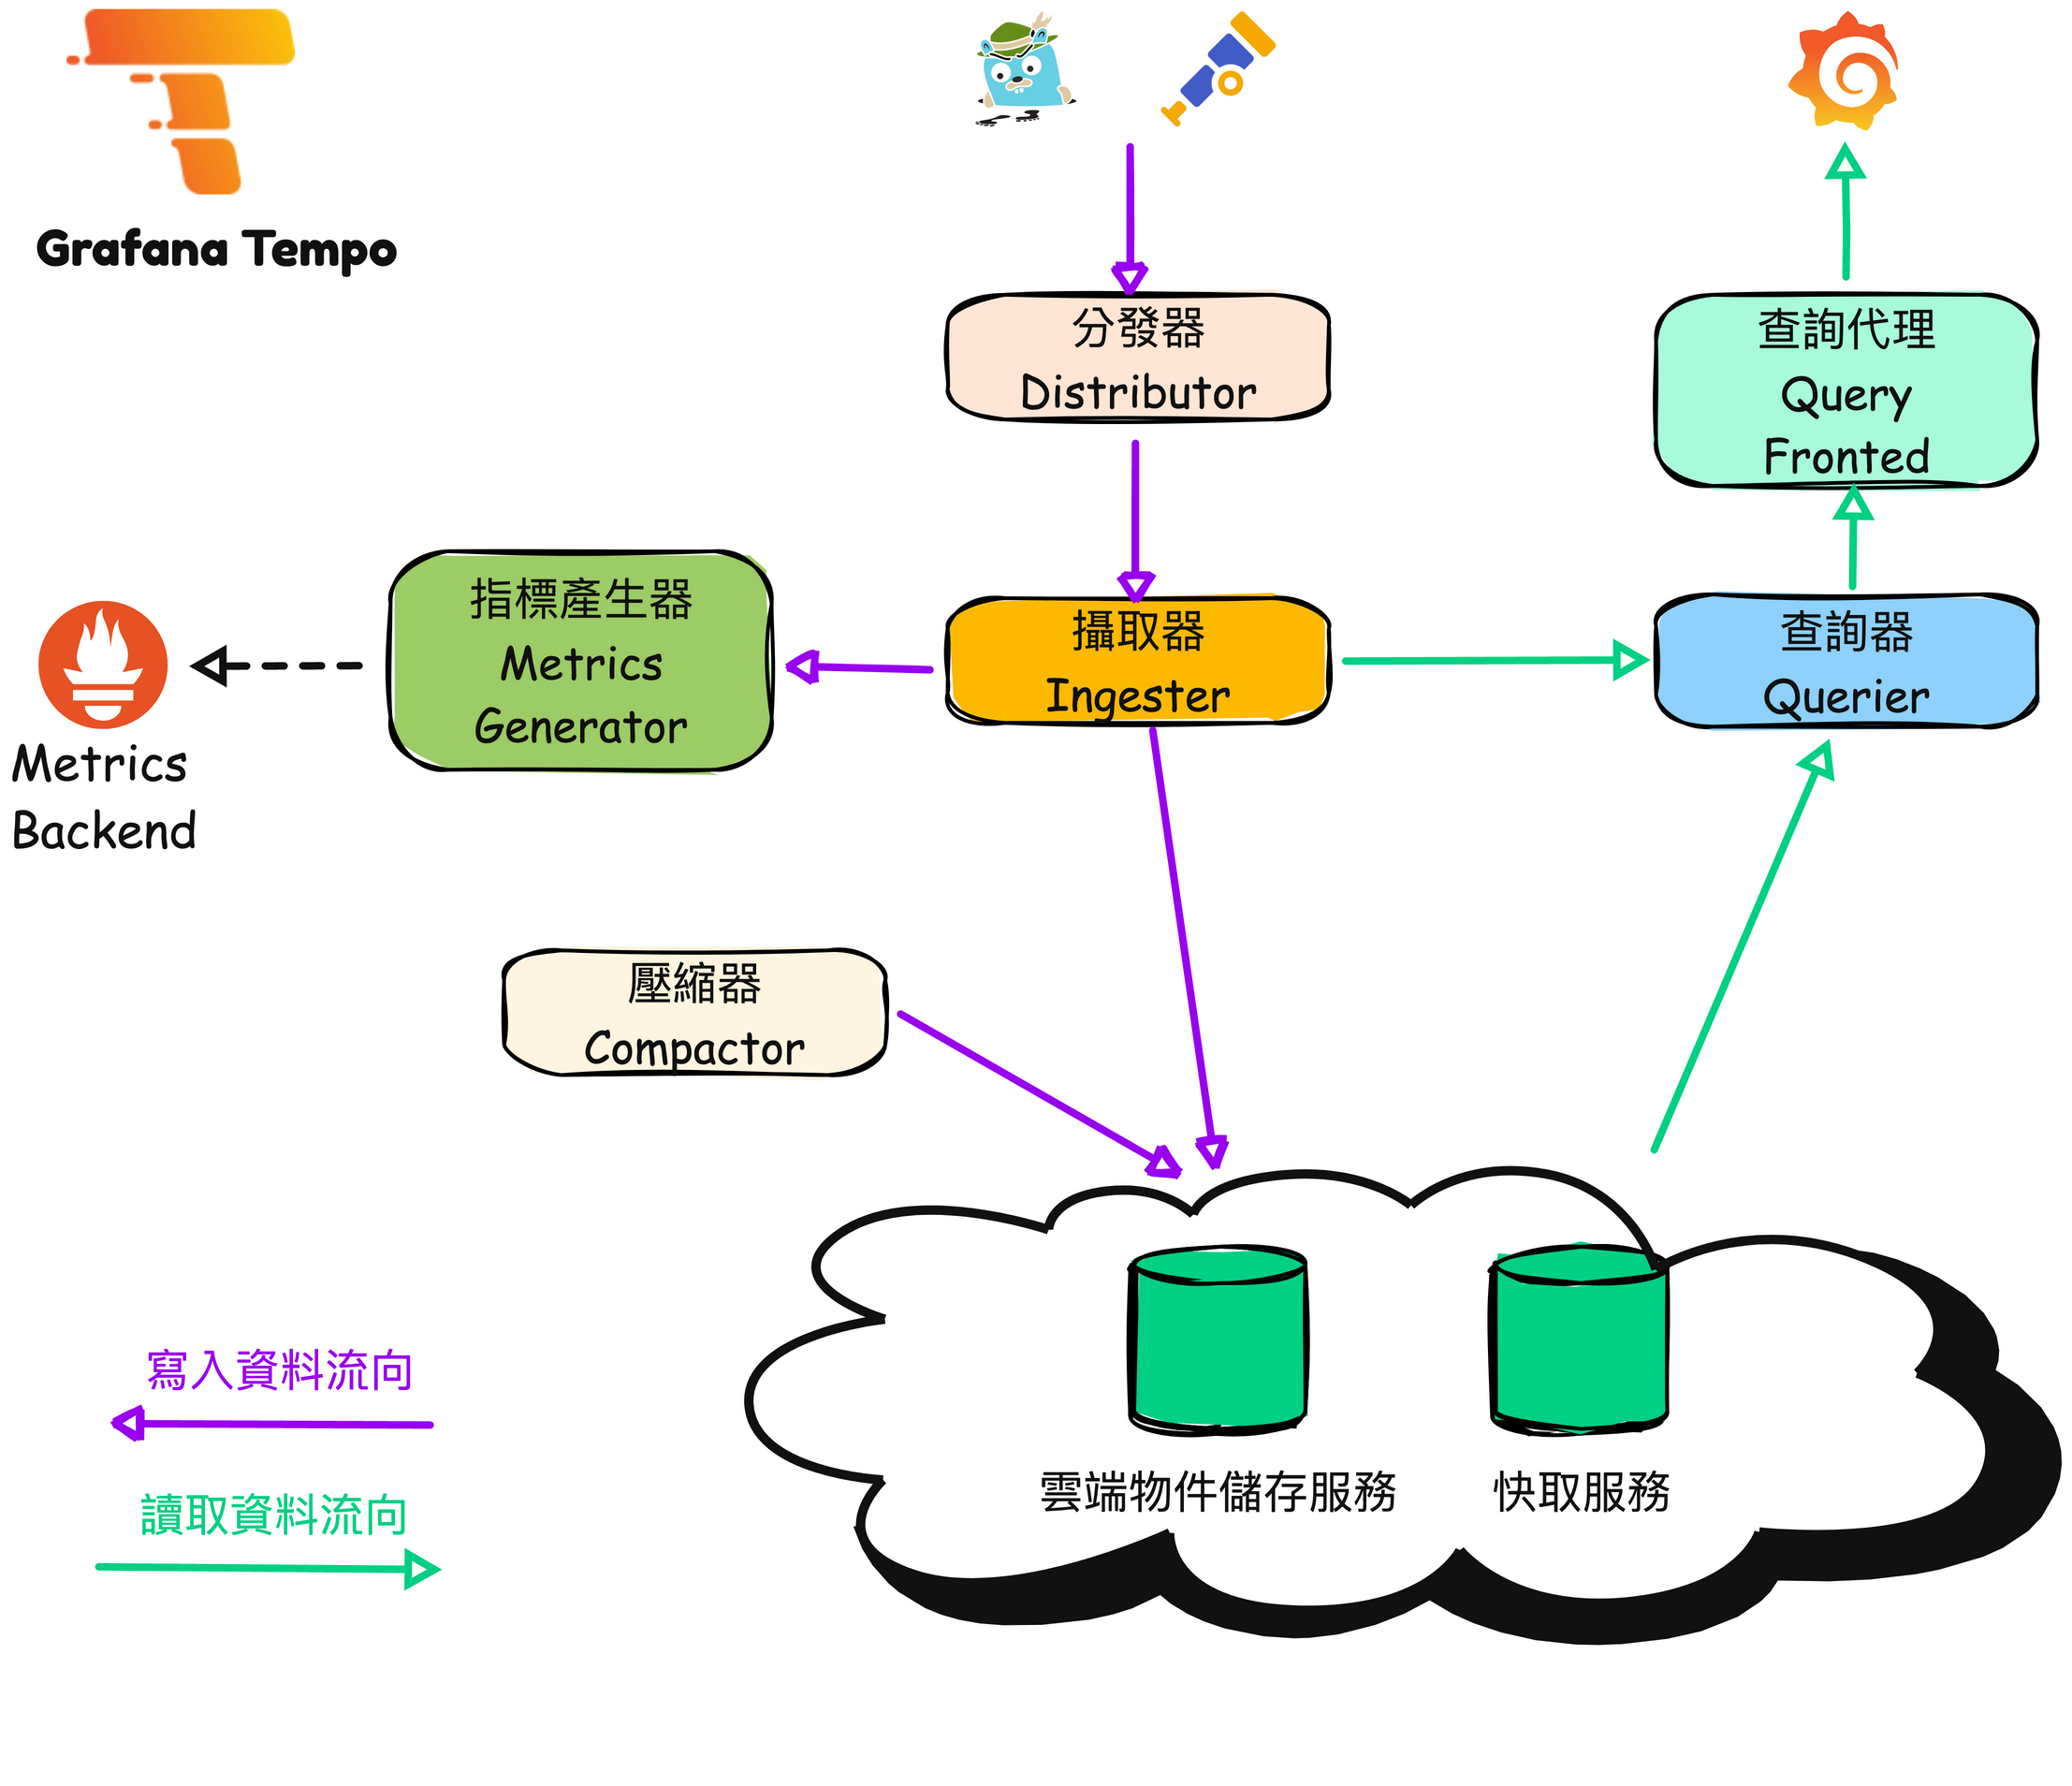 Grafana Tempo
分發器
Distributor
查詢代理
Query
Fronted
指標產生器
Metrics
Generator
攝取器
Ingester
查詢器
Querier
Metrics
Backend
壓縮器
Compactor
寫入資料流向
讀取資料流向
雲端物件儲存服務
快取服務